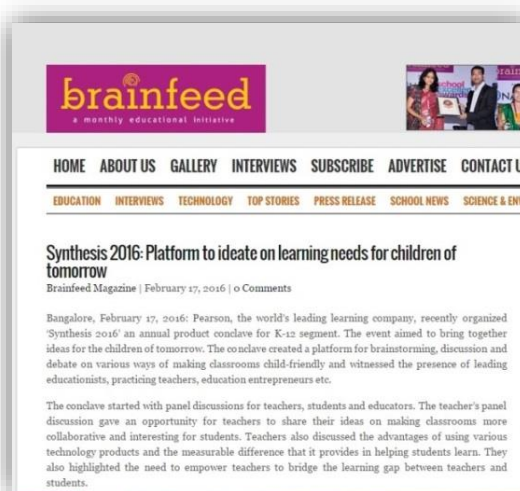 brainfeed
a monthly educational initiative
HOME ABOUT US GALLERY INTERVIEWS SUBSCRIBE ADVERTISE CONTACT
EDUCATION INTERVIEWS TECHNOLOGY TOP STORIES PRESS RELEASE SCHOOL NEWS SCIENCE &
Synthesis 2016: Platform to ideate on learning needs for children of
tomorrow
Brainfeed Magazine | February 17, 2016 | 0 Comments
Bangalore, February 17, 2016: Pearson, the world's leading learning company, recently organized
'Synthesis 2016' an annual product conclave for K-12 segment. The event aimed to bring together
ideas for the children of tomorrow. The conclave created a platform for brainstorming, discussion and
debate on various ways of making classrooms child-friendly and witnessed the presence of leading
educationists, practicing teachers, education entrepreneurs etc.
The conclave started with panel discussions for teachers, students and educators. The teacher's panel
discussion gave an opportunity for teachers to share their ideas on making classrooms more
collaborative and interesting for students. Teachers also discussed the advantages of using various
technology products and the measurable difference that it provides in helping students learn. They
also highlighted the need to empower teachers to bridge the learning gap between teachers and
students.